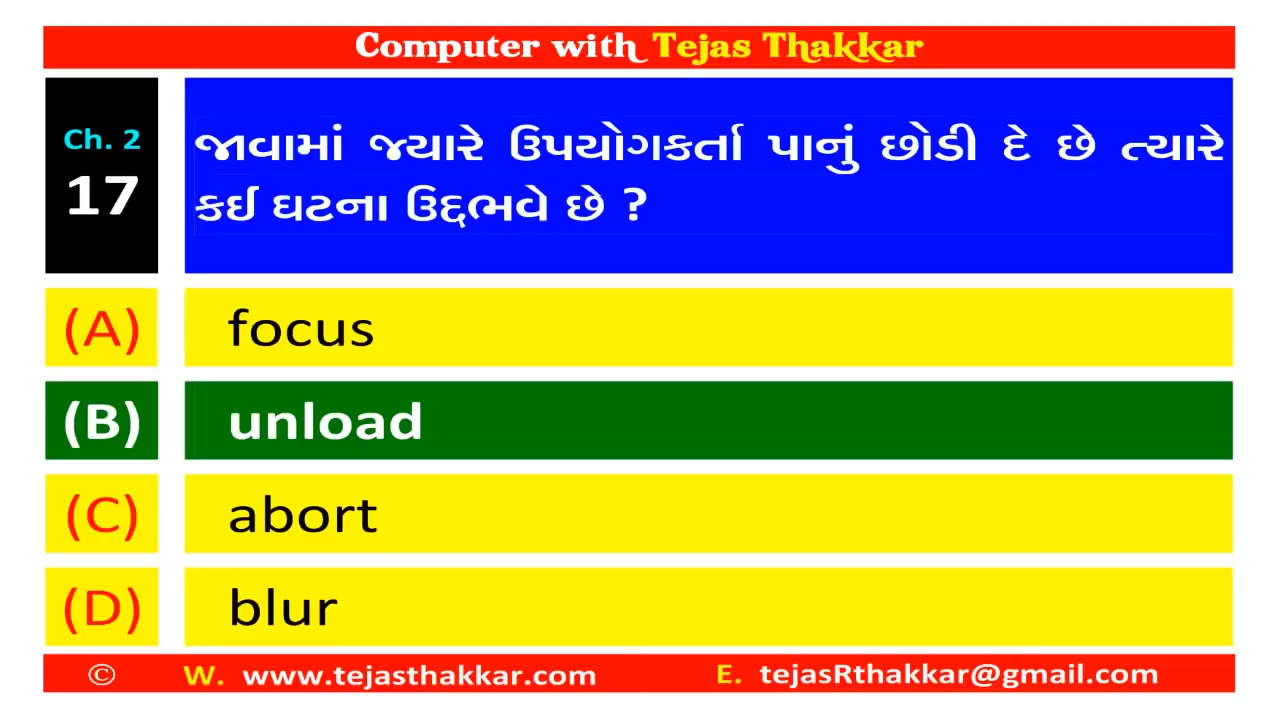 Computer with Tejas Thakkar
Ch. 2
17
જાવામાં જ્યારે ઉપયોગકર્તા પાનું છોડી દે છે ત્યારે
કઈ ઘટના ઉદ્દભવે છે ?
(A) focus
(B) unload
(C) abort
(D) blur
© W. www.tejasthakkar.com E. tejasRthakkar@gmail.com